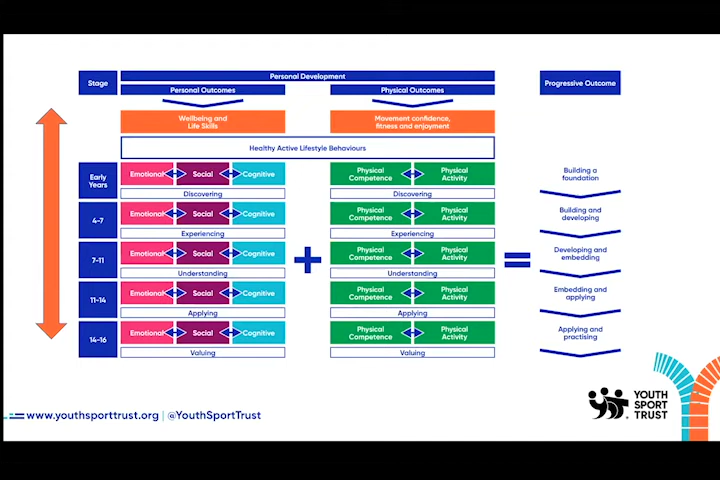 Stage
Personal Development
Personal Outcomes
Physical Outcomes
Progressive Outcome
Wellbeing and
Life Skills
Movement confidence,
fitness and enjoyment,
Healthy Active Lifestyle Behaviours
Early
Years
Emotional
Social
Cognitive
Physical
Competence
Physical
Activity
Building a
foundation
Discovering
Discovering
4-7
Emotional
Social
Cognitive
Physical
Competence
Physical
Activity
Building and
developing
Experiencing
Experiencing
7-11
Emotional
Social
Cognitive
Physical
Competence
Physical
Activity
Developing and
embedding
Understanding
Understanding
11-14
Emotional
Social
Cognitive
Physical
Competence
Physical
Activity
Embedding and
applying
Applying
Applying
14-16
Emotional
Social
Cognitive
Physical
Competence
Physical
Activity
Applying and
practising
Valuing
Valuing
www.youthsporttrust.org | @YouthSportTrust
YOUTH
SPORT
TRUST